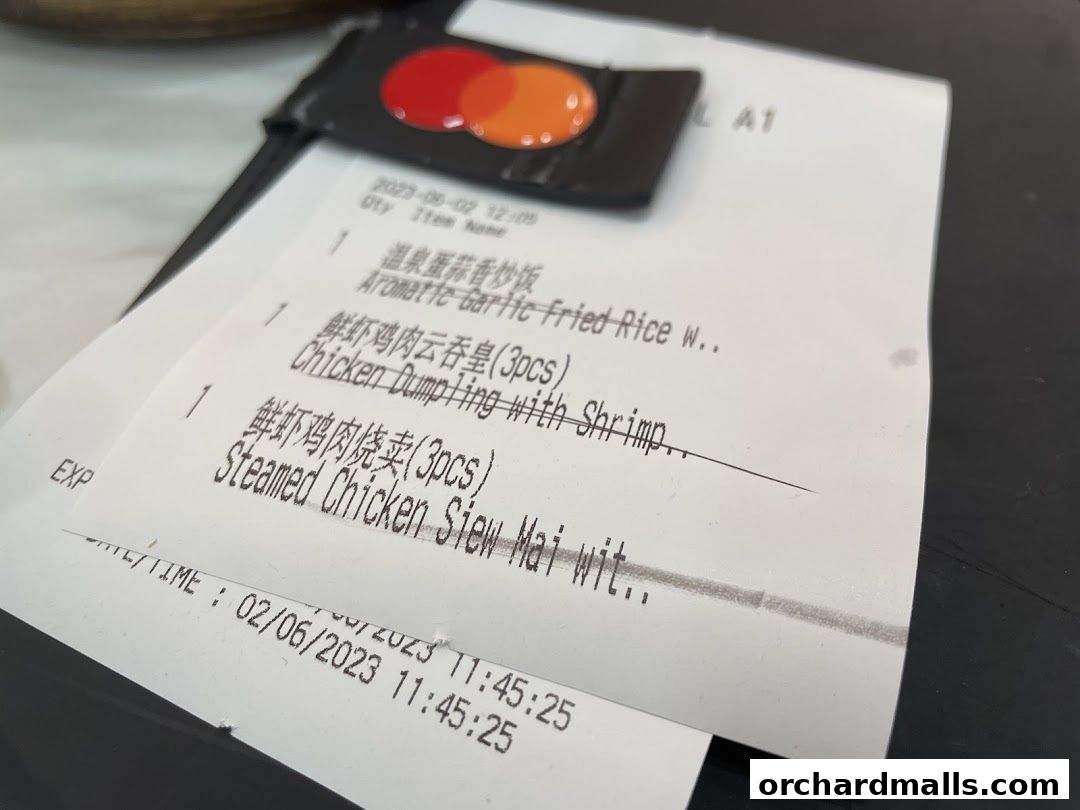 L A1
2023-06-02 12:05
Qty Item Name
1 温泉蛋蒜香炒饭
Aromatic Garlic Fried Rice w..
1 鲜虾鸡肉云吞皇(3pcs)
Chicken Dumpling with Shrimp..
1 鲜虾鸡肉烧卖(3pcs)
Steamed Chicken Siew Mai wit..
EXP
DATE/TIME : 02/06/2023 11:45:25
02/06/2023 11:45:25
orchardmalls.com